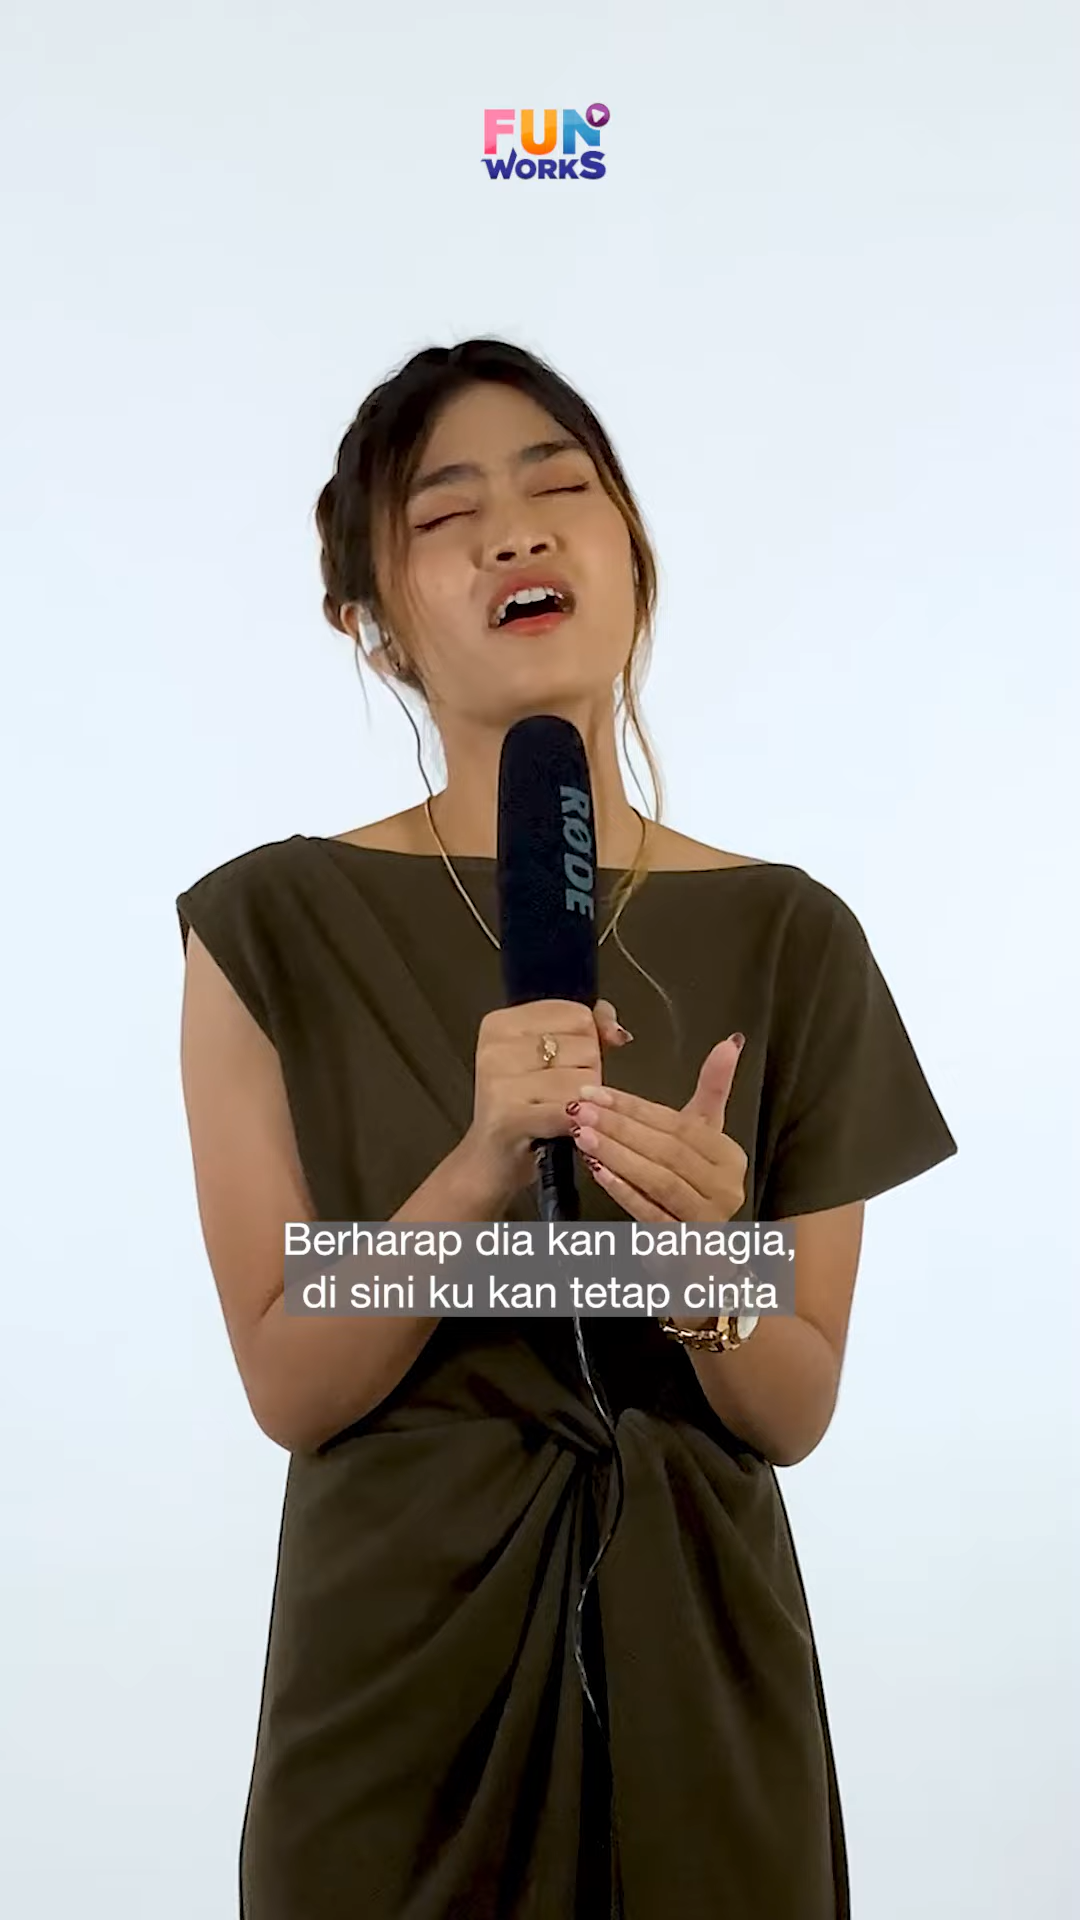 FUN
WORKS
RØDE
Berharap dia kan bahagia,
di sini ku kan tetap cinta